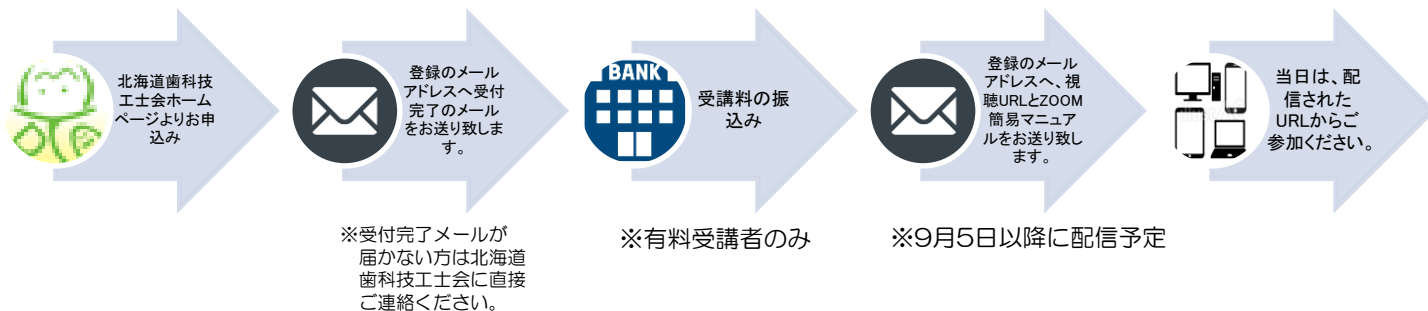 北海道歯科技
工士会ホーム
ページよりお申
込み
登録のメール
アドレスへ受付
完了のメール
をお送り致しま
す。
※受付完了メールが
届かない方は北海道
歯科技工士会に直接
ご連絡ください。
BANK
受講料の振
込み
※有料受講者のみ
登録のメール
アドレスへ、視
聴URLとZOOM
簡易マニュア
ルをお送り致し
ます。
※9月5日以降に配信予定
当日は、配
信された
URLからご
参加ください。